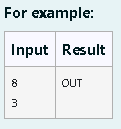 For example:
Input Result
8 OUT
3